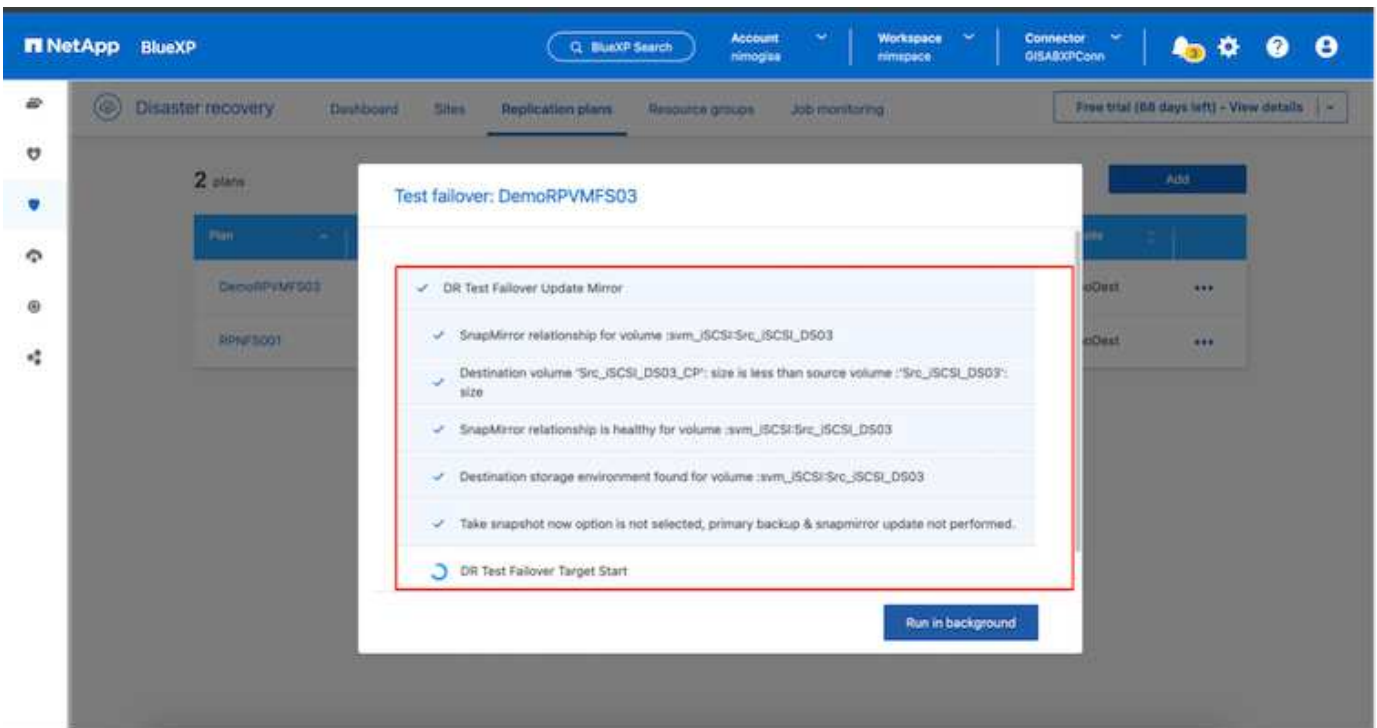 NetApp BlueXP
BlueXP Search
Account
nimogisa
Workspace
nimspace
Connector
GISABXPConn
3
Disaster recovery
Dashboard
Sites
Replication plans
Resource groups
Job monitoring
Free trial (68 days left) - View details
2 plans
Add
Test failover: DemoRPVMFS03
Plan
DR Test Failover Update Mirror
DemoRPVMFS03
SnapMirror relationship for volume :svm_iSCSI:Src_iSCSI_DS03
Destination volume 'Src_iSCSI_DS03_CP': size is less than source volume :'Src_iSCSI_DS03':
size
RPNFS001
SnapMirror relationship is healthy for volume :svm_iSCSI:Src_iSCSI_DS03
Destination storage environment found for volume :svm_iSCSI:Src_iSCSI_DS03
Take snapshot now option is not selected, primary backup & snapmirror update not performed.
DR Test Failover Target Start
Run in background